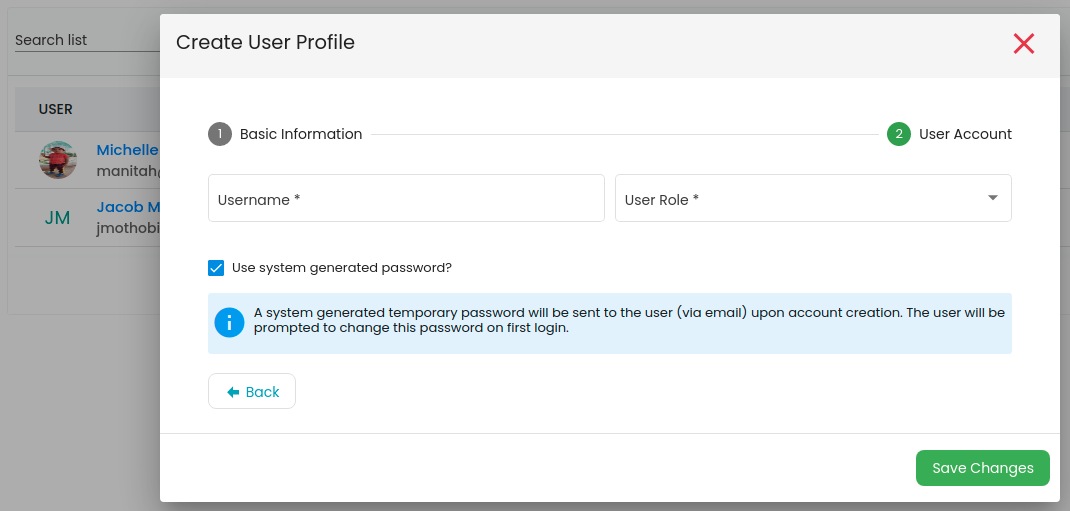 Search list
Create User Profile
USER
1 Basic Information
2 User Account
Michelle
manitah
Username *
User Role *
JM
Jacob M
jmothobi
Use system generated password?
A system generated temporary password will be sent to the user (via email) upon account creation. The user will be
prompted to change this password on first login.
Back
Save Changes